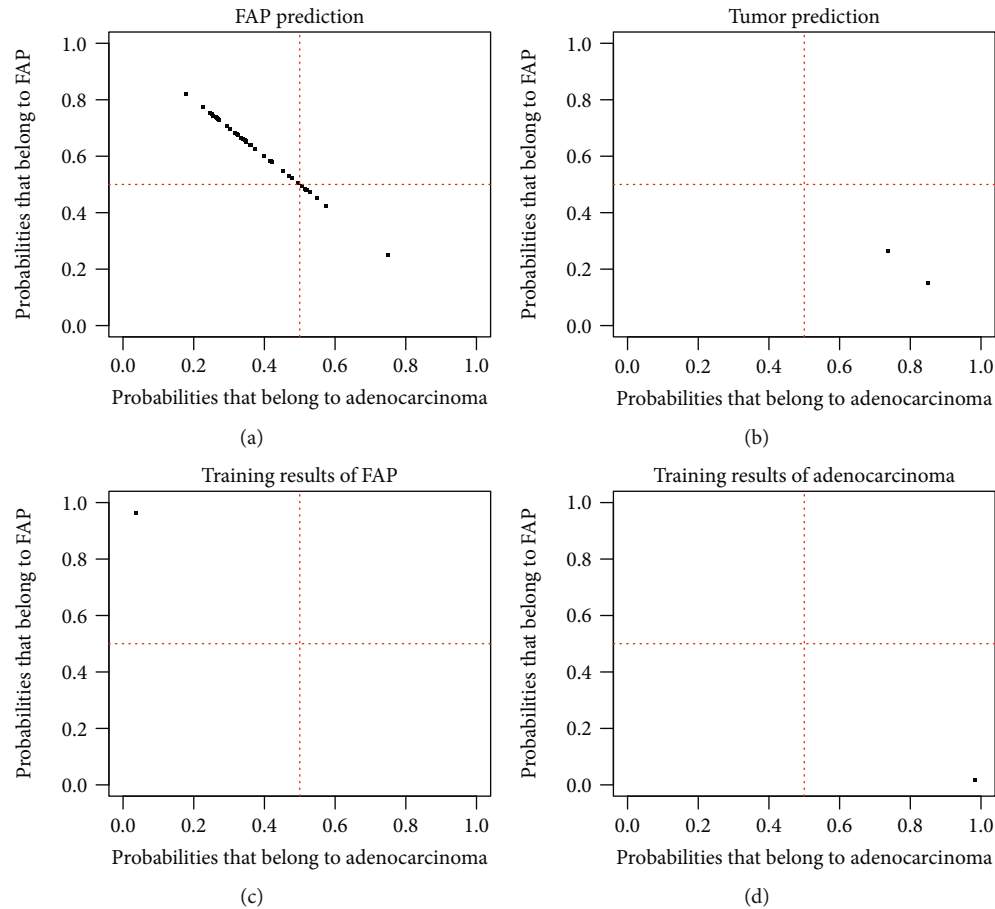 FAP prediction
Probabilities that belong to FAP
1.0
0.8
0.6
0.4
0.2
0.0
0.0 0.2 0.4 0.6 0.8 1.0
Probabilities that belong to adenocarcinoma
(a)
Tumor prediction
Probabilities that belong to FAP
1.0
0.8
0.6
0.4
0.2
0.0
0.0 0.2 0.4 0.6 0.8 1.0
Probabilities that belong to adenocarcinoma
(b)
Training results of FAP
Probabilities that belong to FAP
1.0
0.8
0.6
0.4
0.2
0.0
0.0 0.2 0.4 0.6 0.8 1.0
Probabilities that belong to adenocarcinoma
(c)
Training results of adenocarcinoma
Probabilities that belong to FAP
1.0
0.8
0.6
0.4
0.2
0.0
0.0 0.2 0.4 0.6 0.8 1.0
Probabilities that belong to adenocarcinoma
(d)